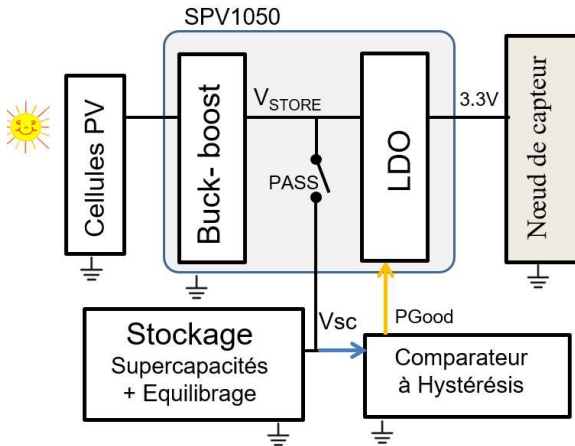 SPV1050
Cellules PV
Buck- boost
VSTORE
PASS
LDO
3.3V
Nœud de capteur
Stockage
Supercapacités
+ Equilibrage
Vsc
PGood
Comparateur
à Hystérésis